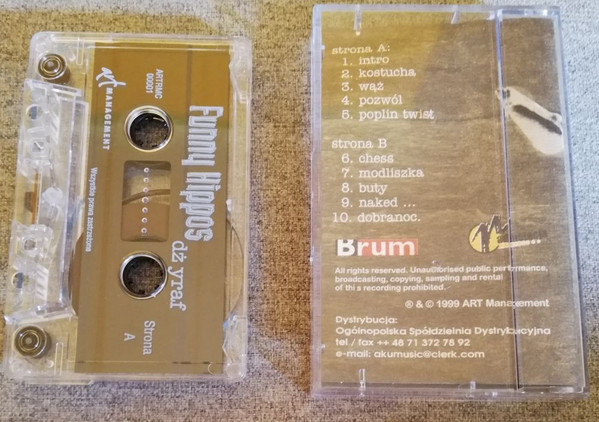 ART MANAGEMENT
ARTRMC
00001
Funny Hippos
dż yraf
Wszystkie prawa zastrzeżone
Strona
A
strona A:
1. intro
2. kostucha
3. wąż
4. pozwól
5. poplin twist
strona B
6. chess
7. modliszka
8. buty
9. naked ...
10. dobranoc.
Brum
All rights reserved. Unauthorised public performance,
broadcasting, copying, sampling and rental
of thi s recording prohibited.
® & © 1999 ART Management
Dystrybucja:
Ogólnopolska Spółdzielnia Dystrybucyjna
tel / fax ++ 48 71 372 78 92
e-mail: akumusic@clerk.com